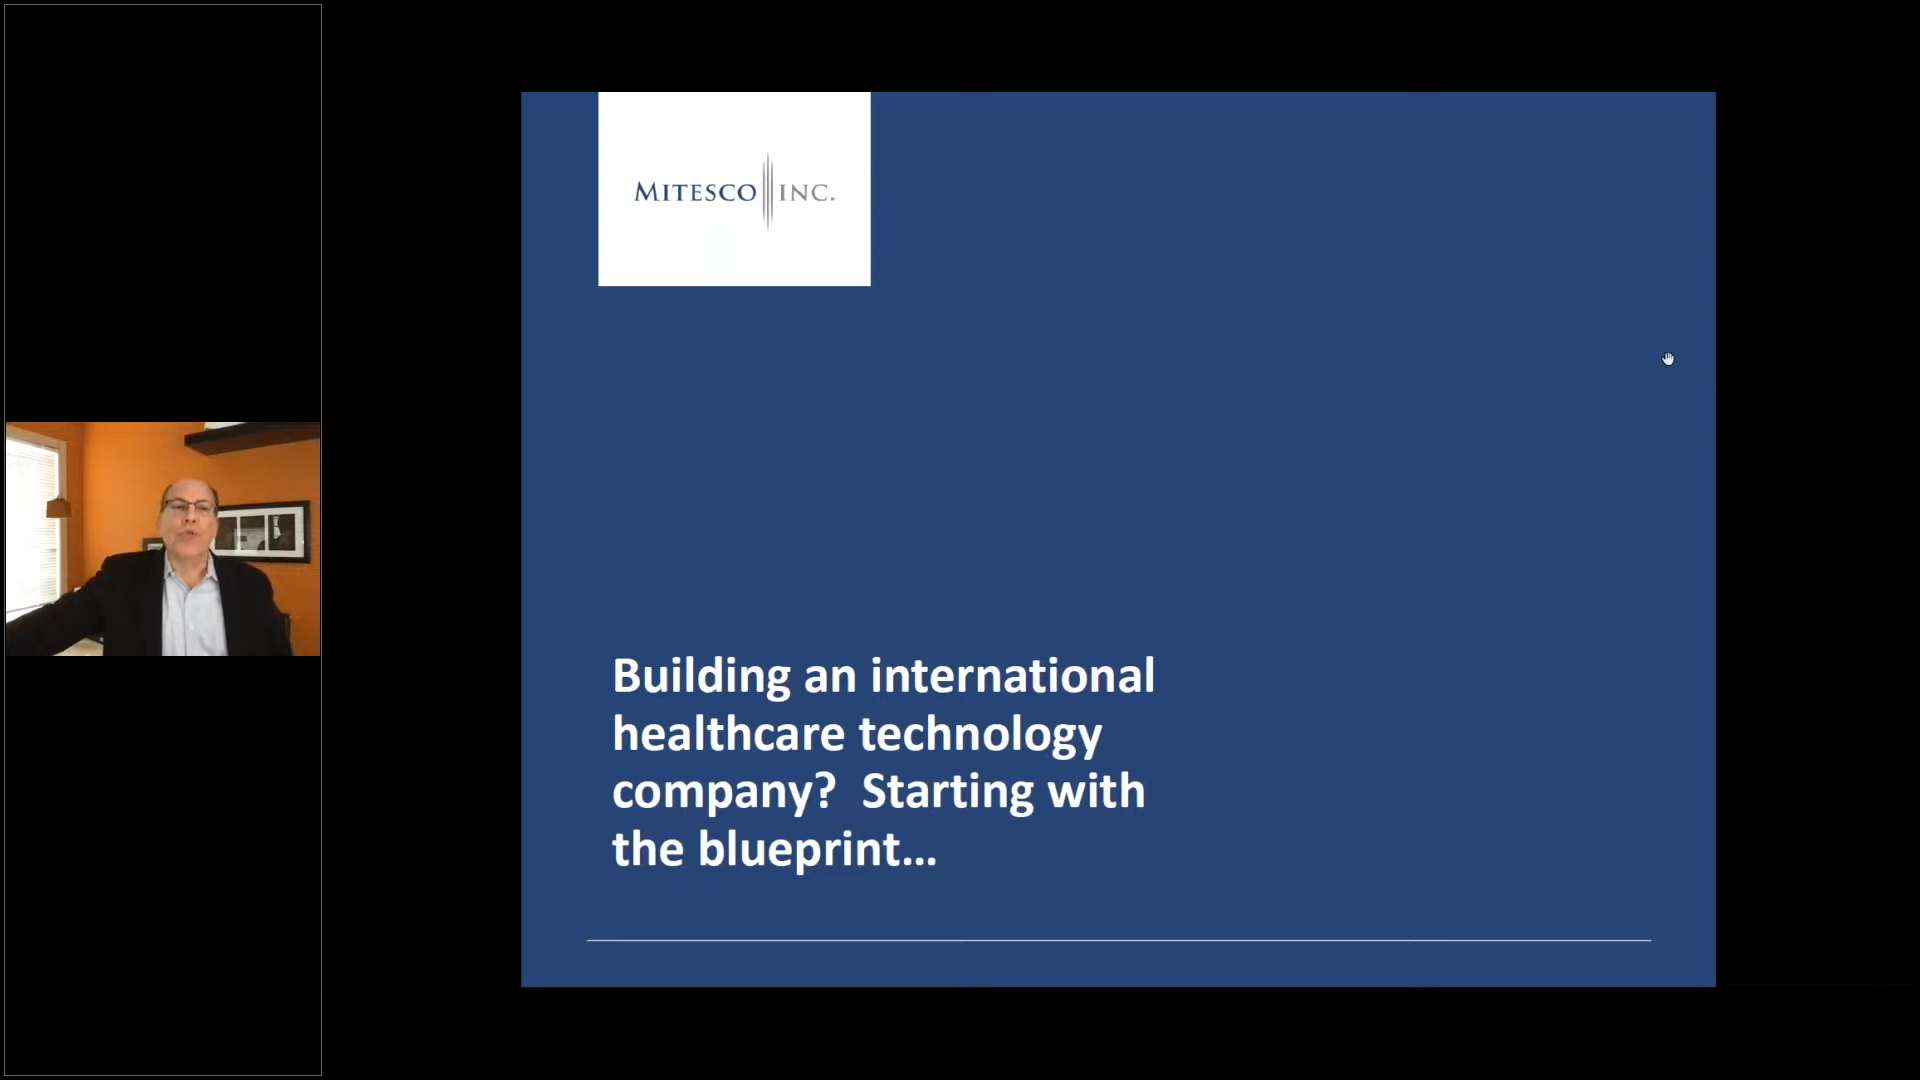 MITESCO INC.
Building an international
healthcare technology
company?  Starting with
the blueprint…